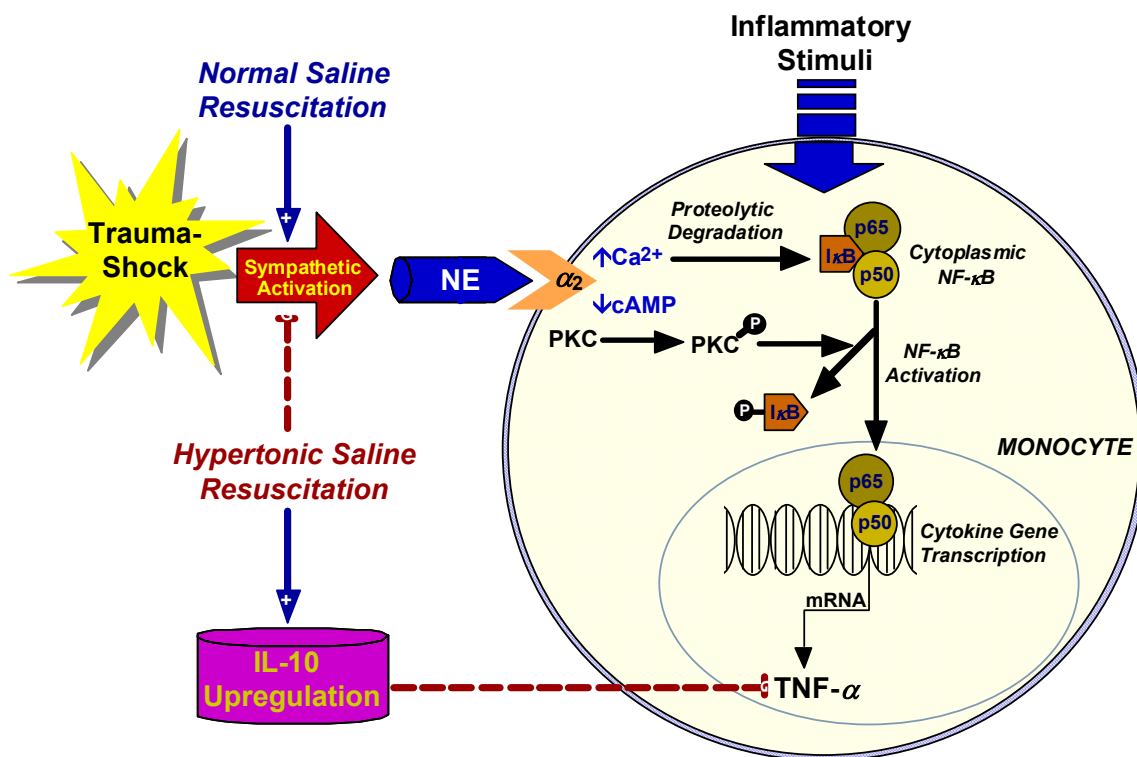 Inflammatory
Stimuli
Normal Saline
Resuscitation
+
Trauma-
Shock
Sympathetic
Activation
NE
α2
↑Ca2+
↓cAMP
Proteolytic
Degradation
p65
IκB
p50
Cytoplasmic
NF-κB
PKC
PKC
P
NF-κB
Activation
P
IκB
Hypertonic Saline
Resuscitation
MONOCYTE
p65
p50
Cytokine Gene
Transcription
mRNA
+
IL-10
Upregulation
TNF-α